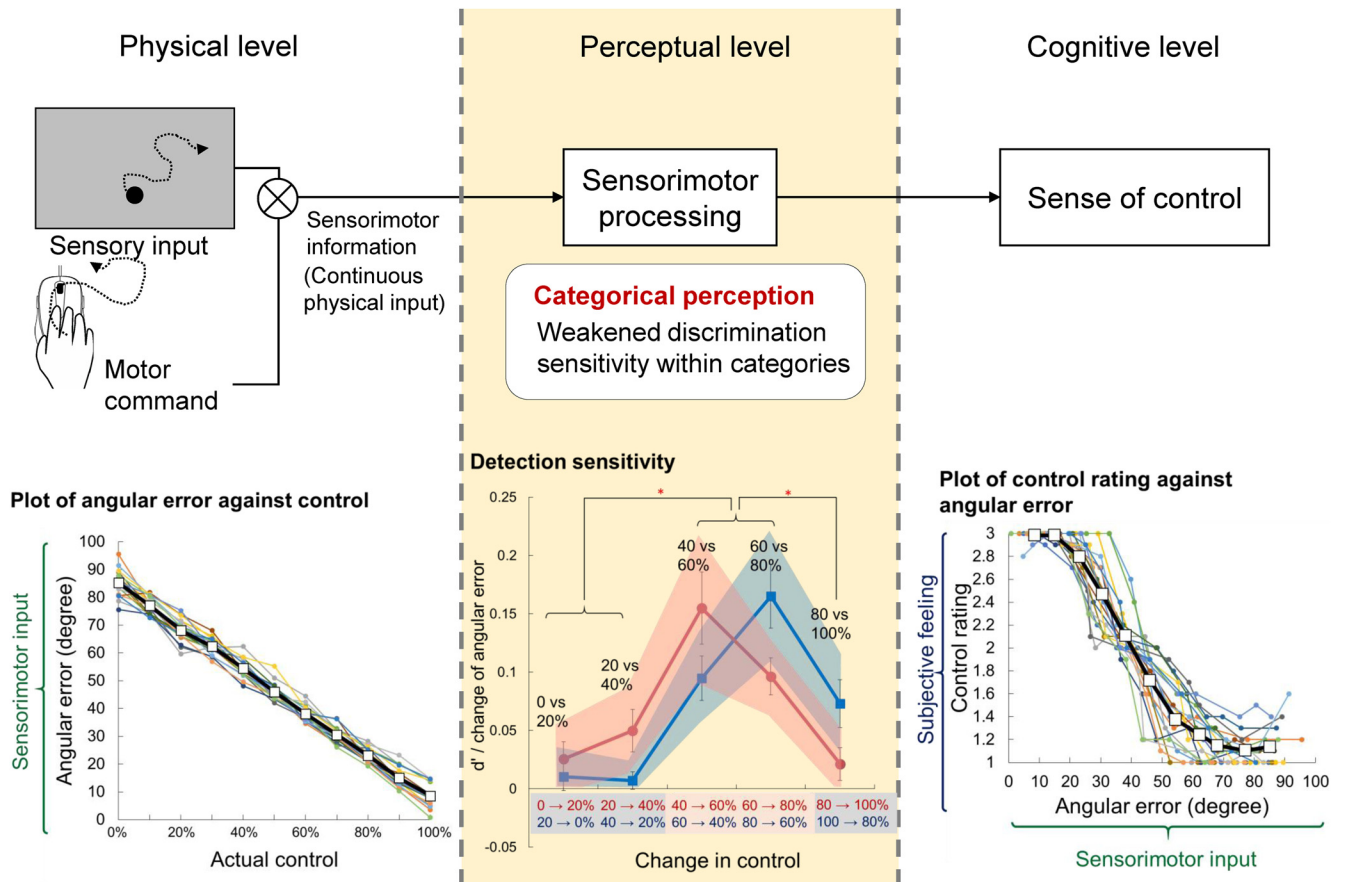 Physical level
Perceptual level
Cognitive level
Sensory input
Motor
command
Sensorimotor
information
(Continuous
physical input)
Sensorimotor
processing
Sense of control
Categorical perception
Weakened discrimination
sensitivity within categories
Plot of angular error against control
Sensorimotor input
Angular error (degree)
100
90
80
70
60
50
40
30
20
10
0
0%
20%
40%
60%
80%
100%
Actual control
Detection sensitivity
d' / change of angular error
0.25
0.2
0.15
0.1
0.05
0
-0.05
*
*
0 vs
20%
20 vs
40%
40 vs
60%
60 vs
80%
80 vs
100%
0 → 20% 20 → 40% 40 → 60% 60 → 80% 80 → 100%
20 → 0% 40 → 20% 60 → 40% 80 → 60% 100 → 80%
Change in control
Plot of control rating against
angular error
Subjective feeling
Control rating
3
2.8
2.6
2.4
2.2
2
1.8
1.6
1.4
1.2
1
0 10 20 30 40 50 60 70 80 90 100
Angular error (degree)
Sensorimotor input